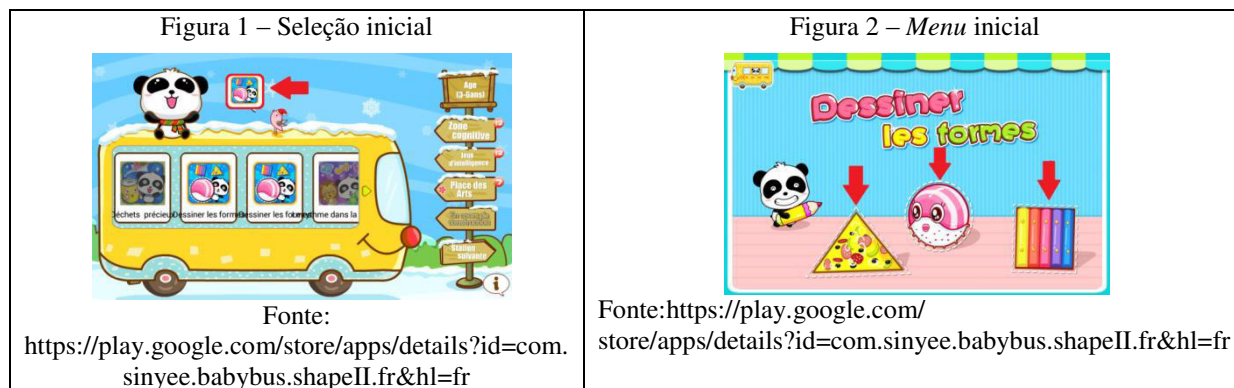 Figura 1 – Seleção inicial
Age
(3-6ans)
Zone
cognitive
Jeux
d'intelligence
Place des
Arts
Station
suivante
Déchets précieux
Dessiner les formes
Dessiner les formes
Le rythme dans la
i
Fonte:
https://play.google.com/store/apps/details?id=com.
sinyee.babybus.shapeII.fr&hl=fr
Figura 2 – Menu inicial
Dessiner
les formes
Fonte:https://play.google.com/
store/apps/details?id=com.sinyee.babybus.shapeII.fr&hl=fr